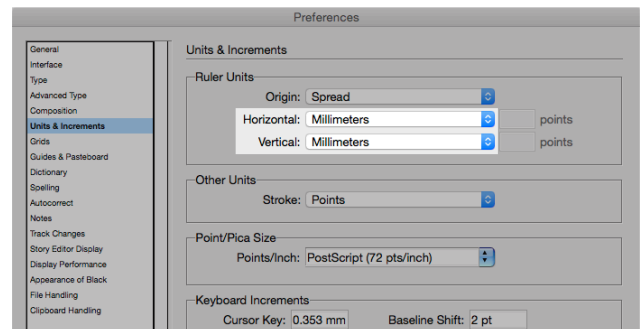 Preferences
General
Interface
Type
Advanced Type
Composition
Units & Increments
Grids
Guides & Pasteboard
Dictionary
Spelling
Autocorrect
Notes
Track Changes
Story Editor Display
Display Performance
Appearance of Black
File Handling
Clipboard Handling
Units & Increments
Ruler Units
Origin: Spread
Horizontal: Millimeters points
Vertical: Millimeters points
Other Units
Stroke: Points
Point/Pica Size
Points/Inch: PostScript (72 pts/inch)
Keyboard Increments
Cursor Key: 0.353 mm Baseline Shift: 2 pt